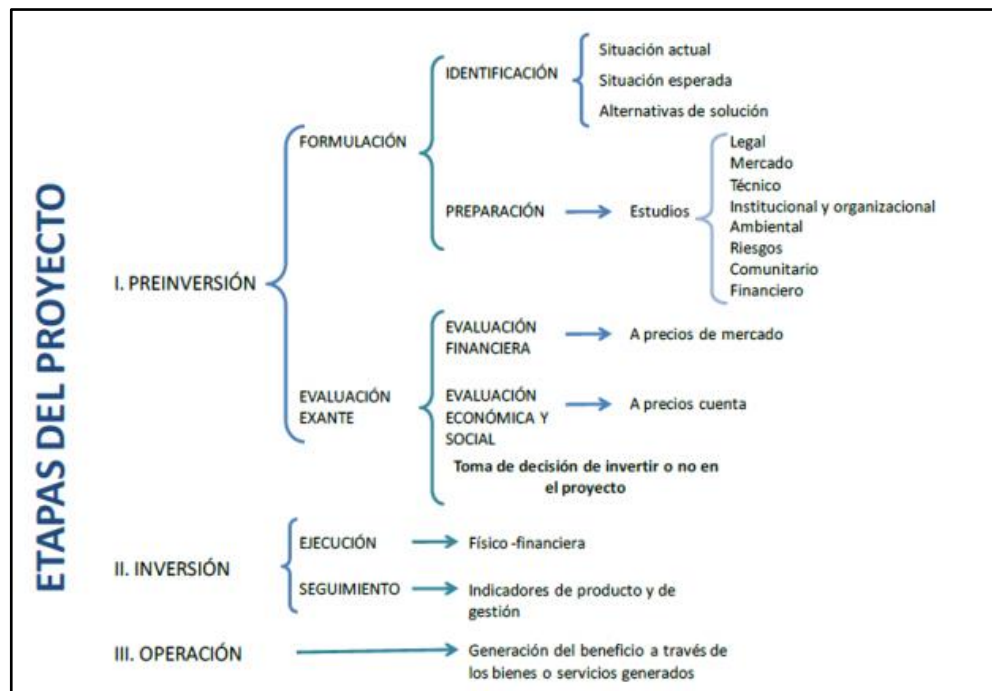 ETAPAS DEL PROYECTO
I. PREINVERSIÓN
FORMULACIÓN
IDENTIFICACIÓN
Situación actual
Situación esperada
Alternativas de solución
PREPARACIÓN
Estudios
Legal
Mercado
Técnico
Institucional y organizacional
Ambiental
Riesgos
Comunitario
Financiero
EVALUACIÓN
EXANTE
EVALUACIÓN
FINANCIERA
A precios de mercado
EVALUACIÓN
ECONÓMICA Y
SOCIAL
A precios cuenta
Toma de decisión de invertir o no en
el proyecto
II. INVERSIÓN
EJECUCIÓN
Físico -financiera
SEGUIMIENTO
Indicadores de producto y de
gestión
III. OPERACIÓN
Generación del beneficio a través de
los bienes o servicios generados